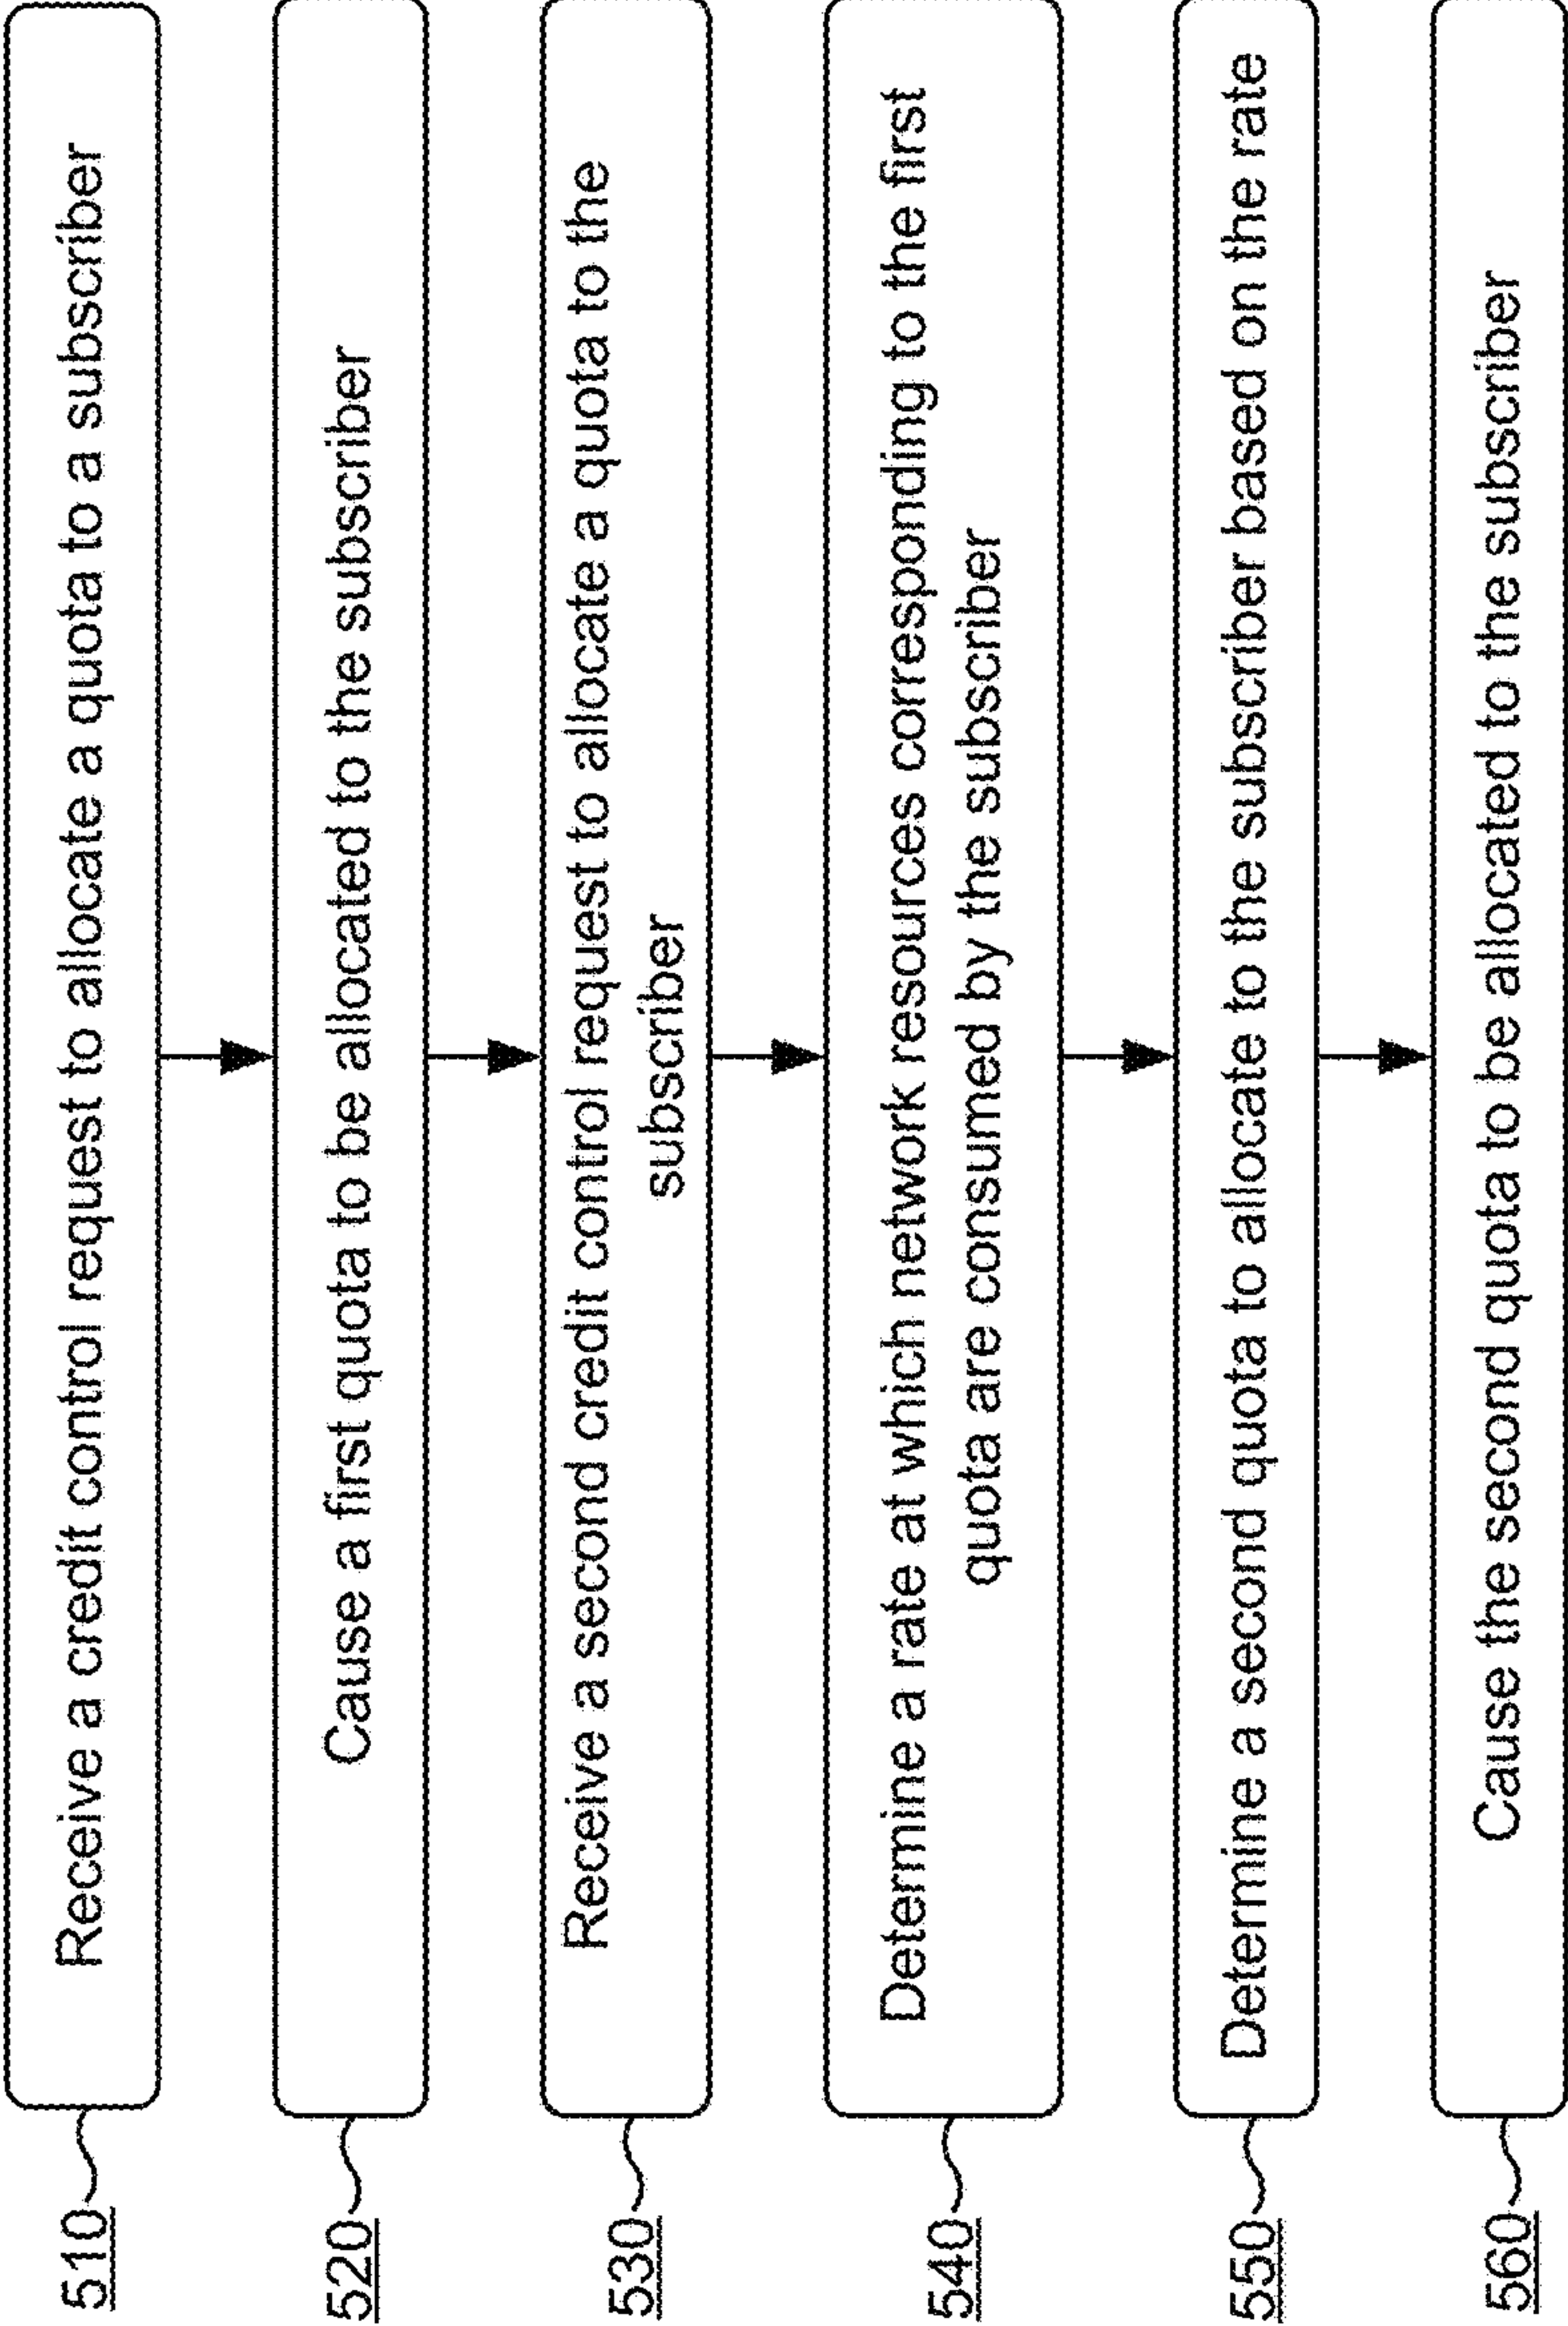 510
Receive a credit control request to allocate a quota to a subscriber
520
Cause a first quota to be allocated to the subscriber
530
Receive a second credit control request to allocate a quota to the
subscriber
540
Determine a rate at which network resources corresponding to the first
quota are consumed by the subscriber
550
Determine a second quota to allocate to the subscriber based on the rate
560
Cause the second quota to be allocated to the subscriber